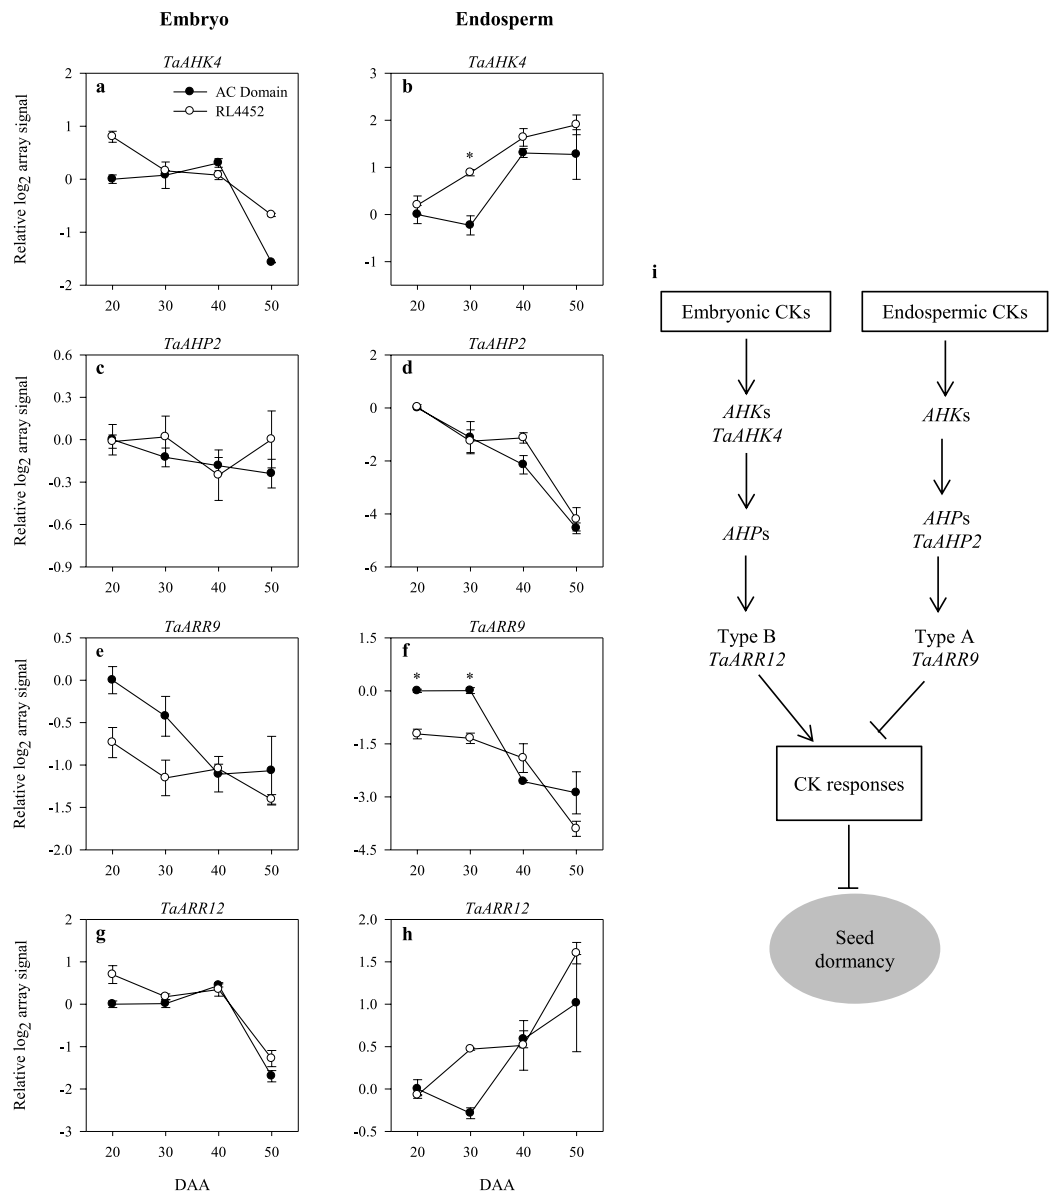 Embryo
Endosperm
TaAHK4
TaAHK4
a
AC Domain
RL4452
2
1
0
-1
-2
Relative log2 array signal
20 30 40 50
b
*
3
2
1
0
-1
20 30 40 50
TaAHP2
TaAHP2
c
0.6
0.3
0.0
-0.3
-0.6
-0.9
Relative log2 array signal
20 30 40 50
d
2
0
-2
-4
-6
20 30 40 50
TaARR9
TaARR9
e
0.5
0.0
-0.5
-1.0
-1.5
-2.0
Relative log2 array signal
20 30 40 50
f
* *
1.5
0.0
-1.5
-3.0
-4.5
20 30 40 50
TaARR12
TaARR12
g
2
1
0
-1
-2
-3
Relative log2 array signal
20 30 40 50
DAA
h
2.0
1.5
1.0
0.5
0.0
-0.5
20 30 40 50
DAA
i
Embryonic CKs
Endospermic CKs
AHKs
TaAHK4
AHKs
AHPs
AHPs
TaAHP2
Type B
TaARR12
Type A
TaARR9
CK responses
Seed
dormancy